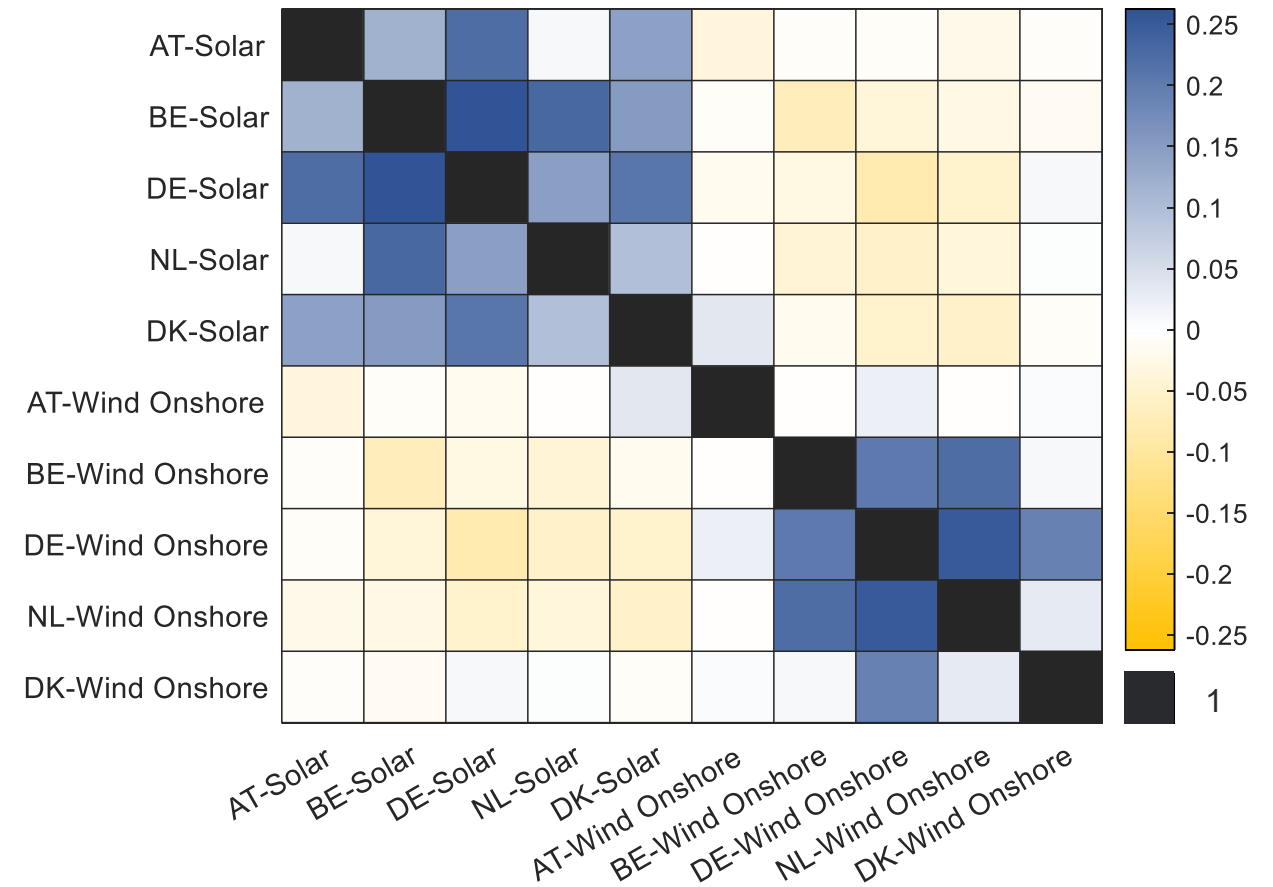 AT-Solar
BE-Solar
DE-Solar
NL-Solar
DK-Solar
AT-Wind Onshore
BE-Wind Onshore
DE-Wind Onshore
NL-Wind Onshore
DK-Wind Onshore
AT-Solar
BE-Solar
DE-Solar
NL-Solar
DK-Solar
AT-Wind Onshore
BE-Wind Onshore
DE-Wind Onshore
NL-Wind Onshore
DK-Wind Onshore
0.25
0.2
0.15
0.1
0.05
0
-0.05
-0.1
-0.15
-0.2
-0.25
1